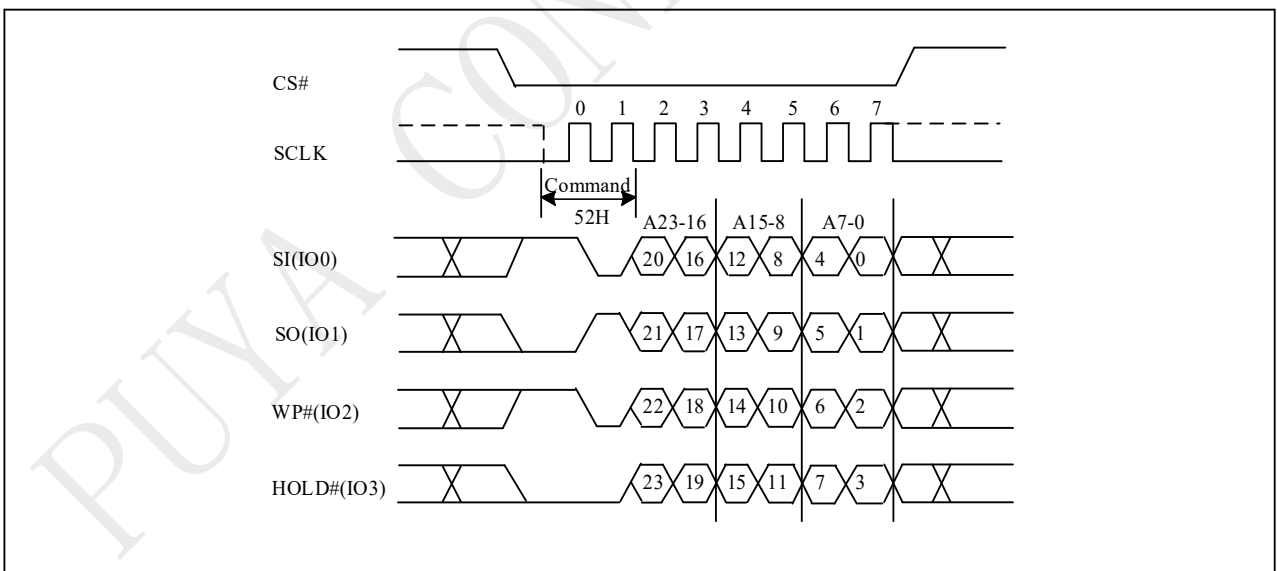 PUYA CON
CS#
0 1 2 3 4 5 6 7
SCLK
Command
52H
A23-16 A15-8 A7-0
SI(IO0) 20 16 12 8 4 0
SO(IO1) 21 17 13 9 5 1
WP#(IO2) 22 18 14 10 6 2
HOLD#(IO3) 23 19 15 11 7 3